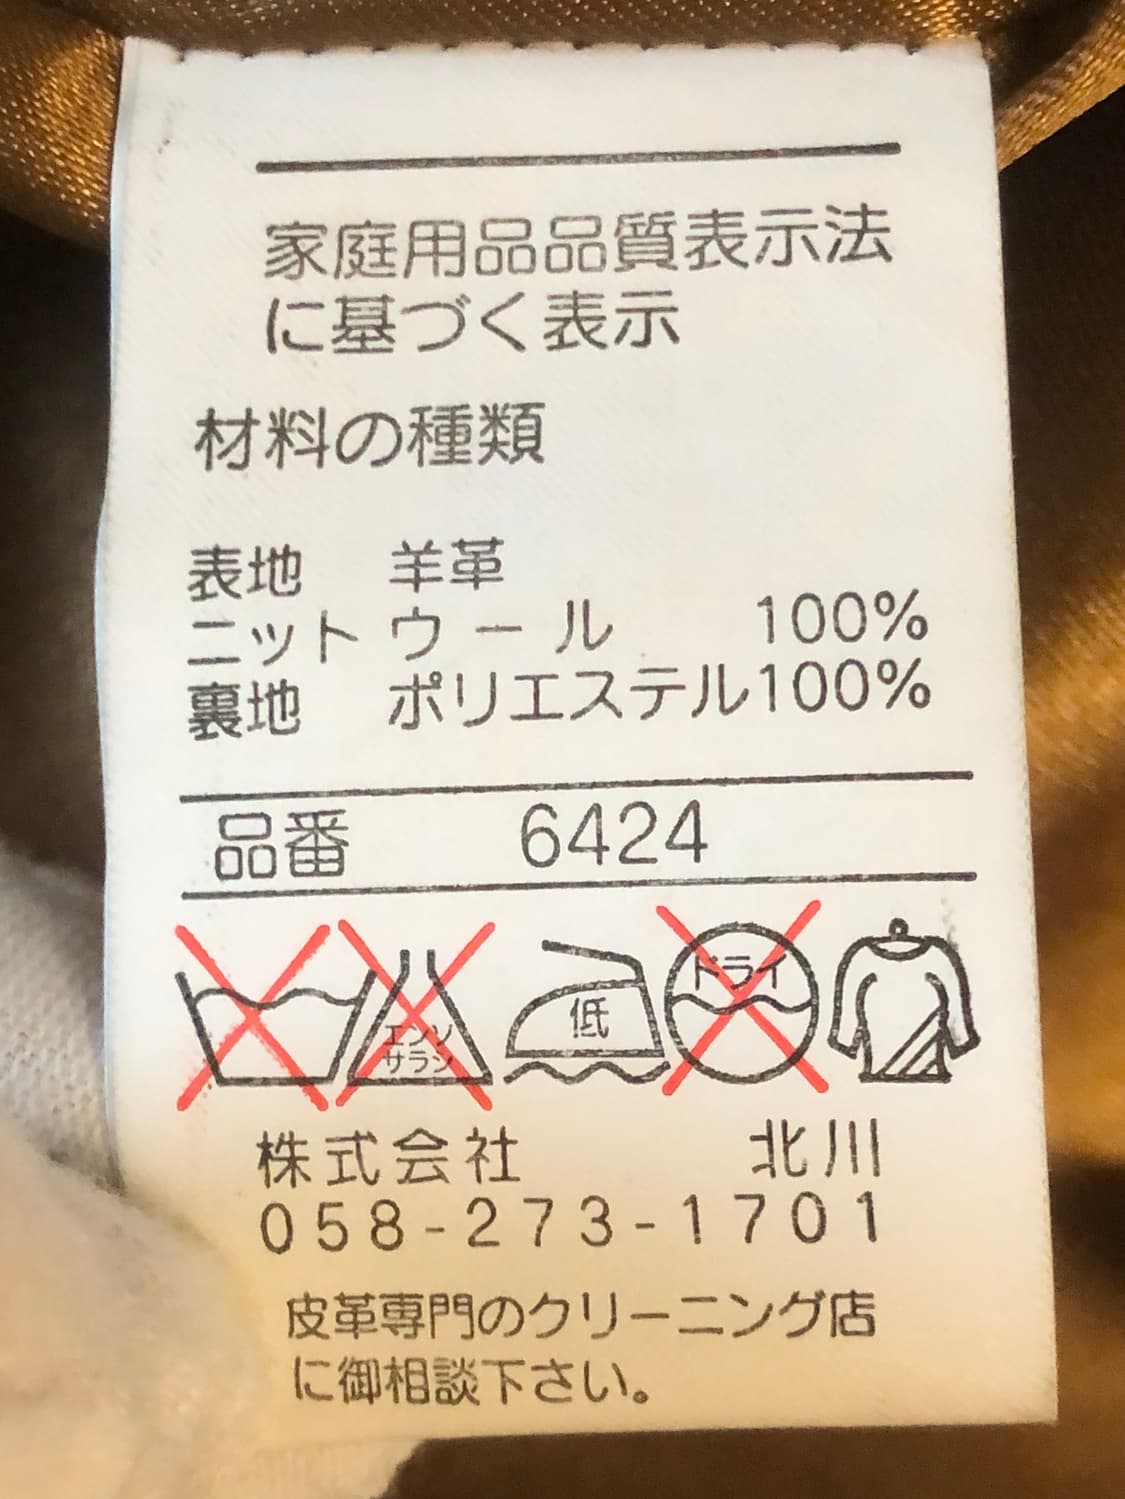 家庭用品品質表示法
に基づく表示
材料の種類
表地 羊革
ニット ウール 100%
裏地 ポリエステル100%
品番 6424
エンソ
サラシ
低
ドライ
株式会社 北川
058-273-1701
皮革専門のクリーニング店
に御相談下さい。